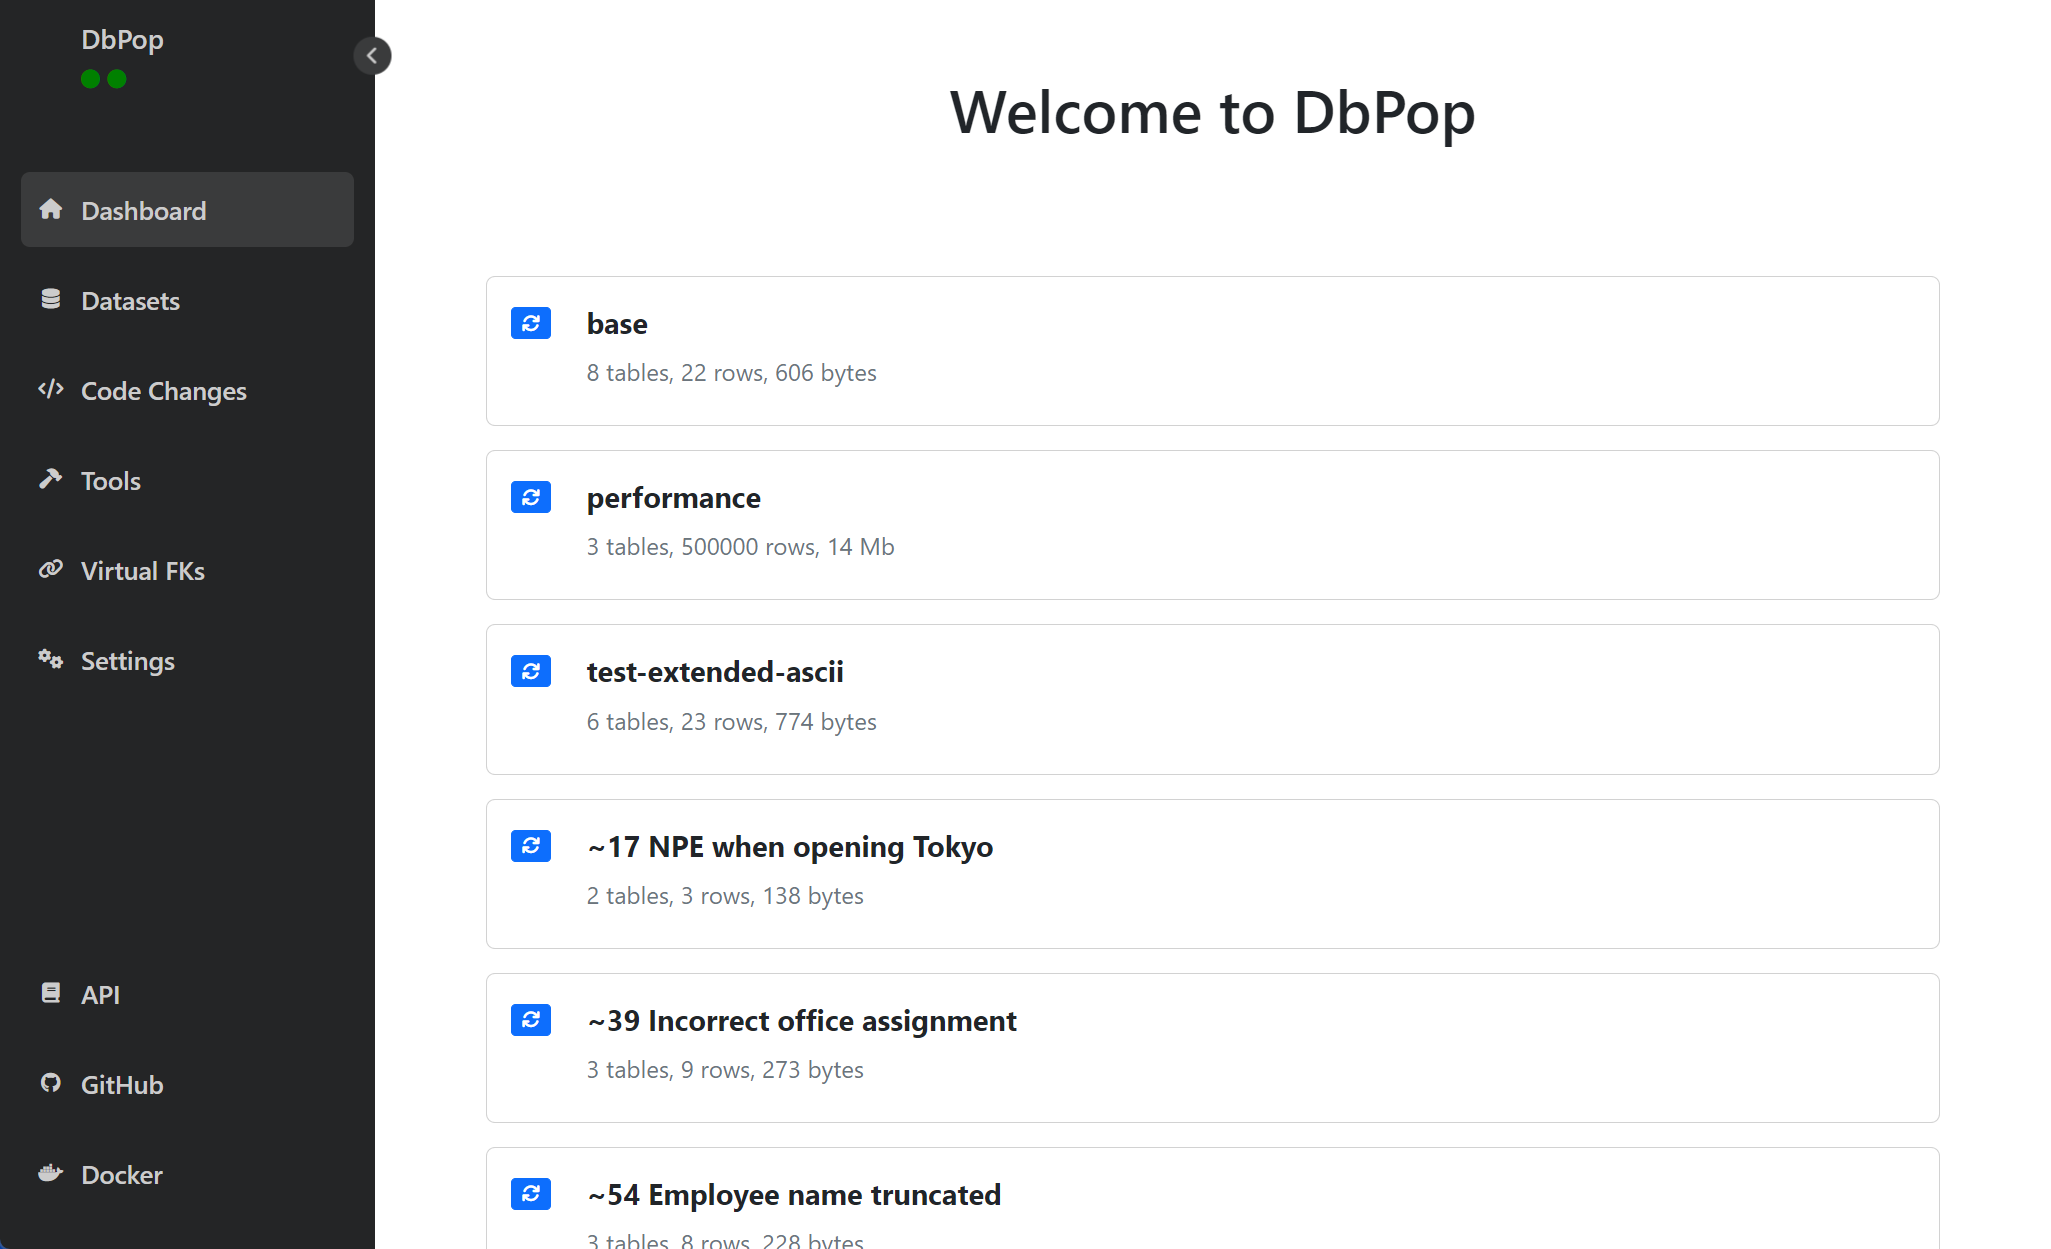 DbPop
Dashboard
Datasets
Code Changes
Tools
Virtual FKs
Settings
API
GitHub
Docker
Welcome to DbPop
base
8 tables, 22 rows, 606 bytes
performance
3 tables, 500000 rows, 14 Mb
test-extended-ascii
6 tables, 23 rows, 774 bytes
~17 NPE when opening Tokyo
2 tables, 3 rows, 138 bytes
~39 Incorrect office assignment
3 tables, 9 rows, 273 bytes
~54 Employee name truncated
3 tables, 8 rows, 228 bytes